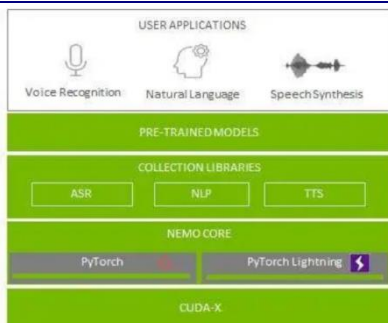 USER APPLICATIONS
Voice Recognition Natural Language Speech Synthesis
PRE-TRAINED MODELS
COLLECTION LIBRARIES
ASR NLP TTS
NEMO CORE
PyTorch PyTorch Lightning
CUDA-X